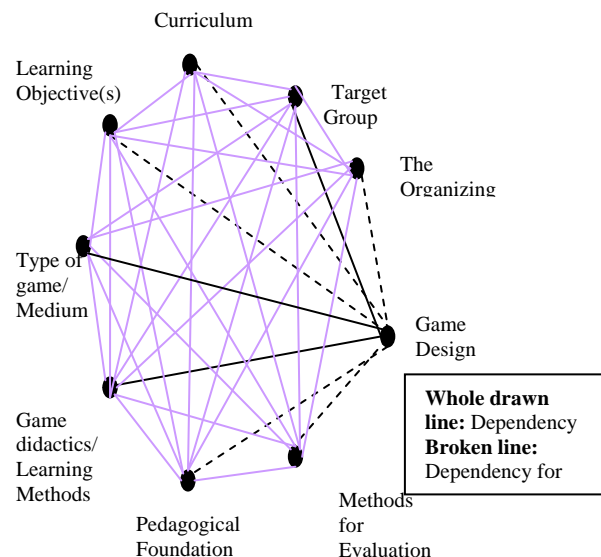 Curriculum
Learning
Objective(s)
Target
Group
The
Organizing
Type of
game/
Medium
Game
Design
Whole drawn
line: Dependency
Broken line:
Dependency for
Game
didactics/
Learning
Methods
Methods
for
Evaluation
Pedagogical
Foundation